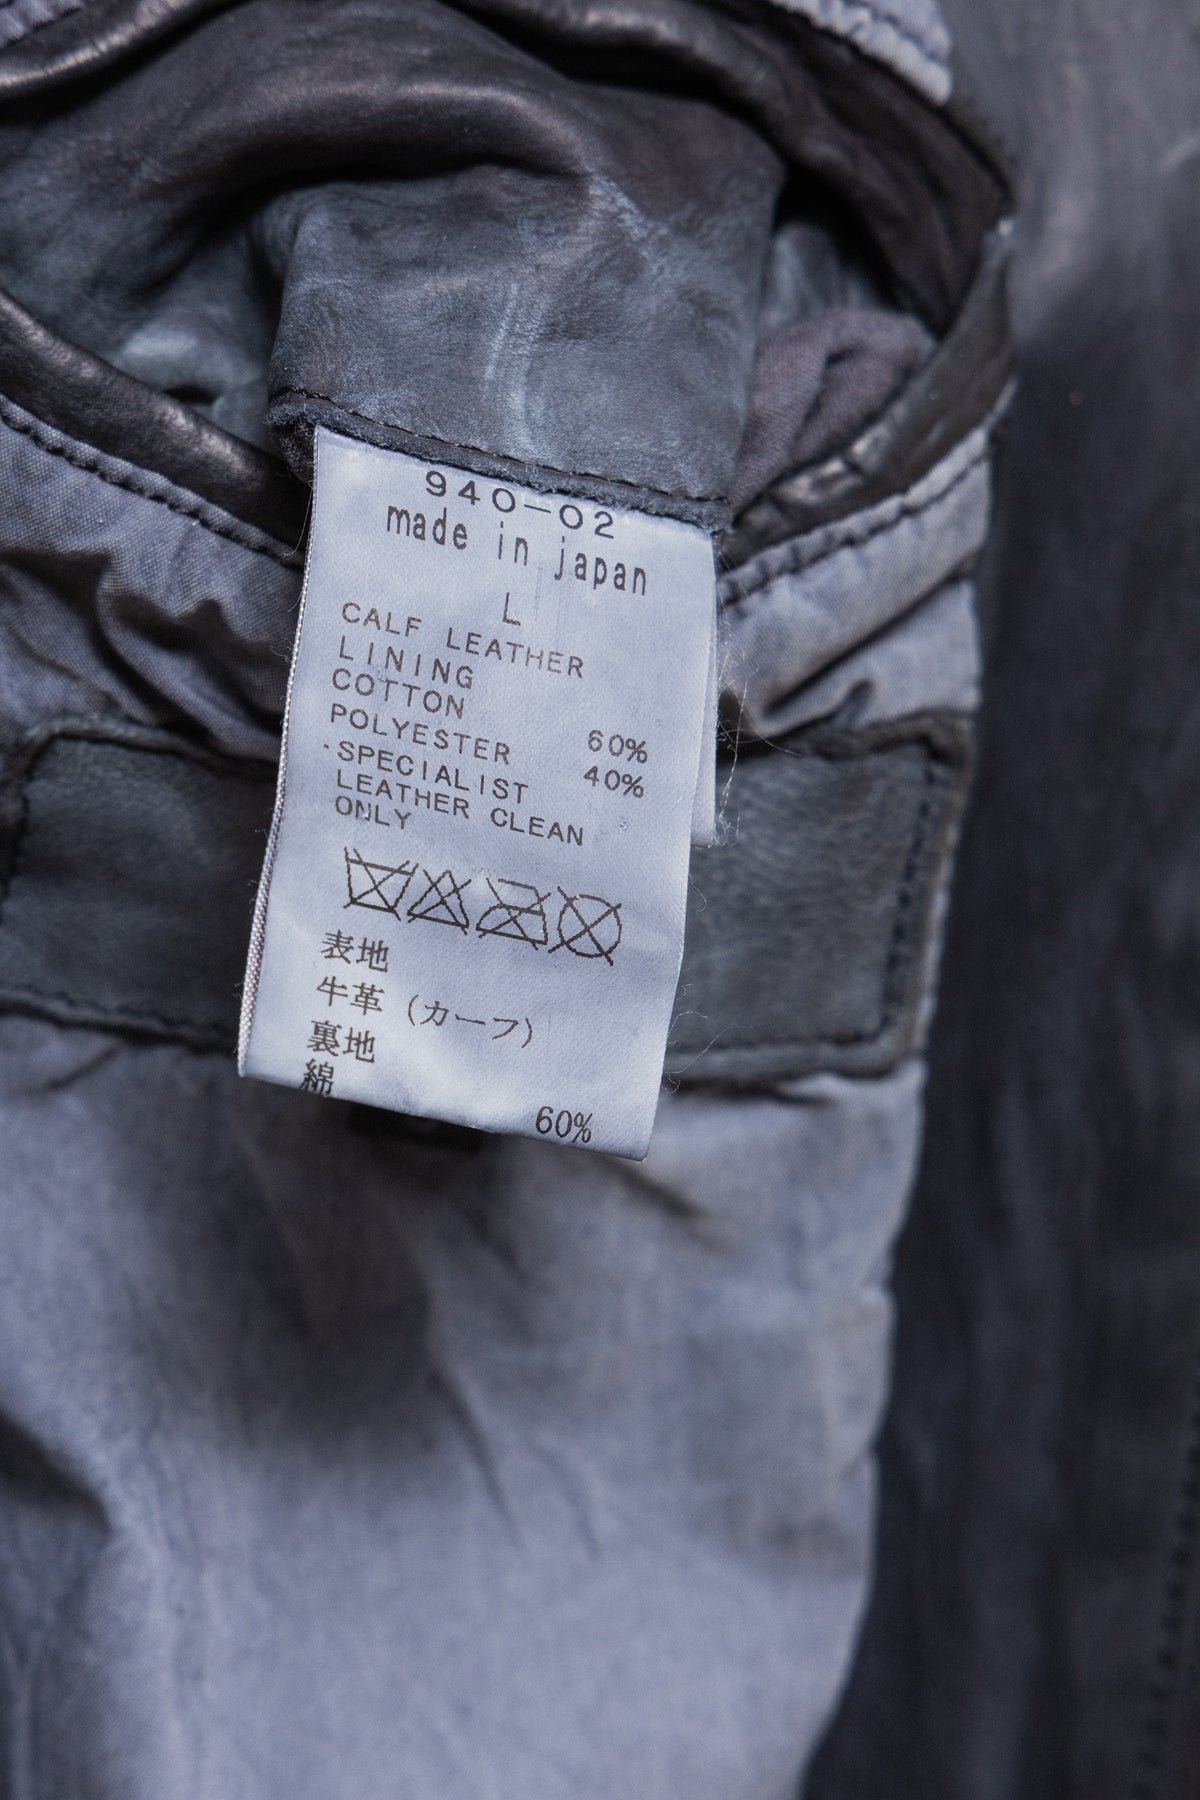 940-02
made in japan
L
CALF LEATHER
LINING
COTTON 60%
POLYESTER 40%
·SPECIALIST
LEATHER CLEAN
ONLY
表地
牛革 (カーフ)
裏地
綿 60%